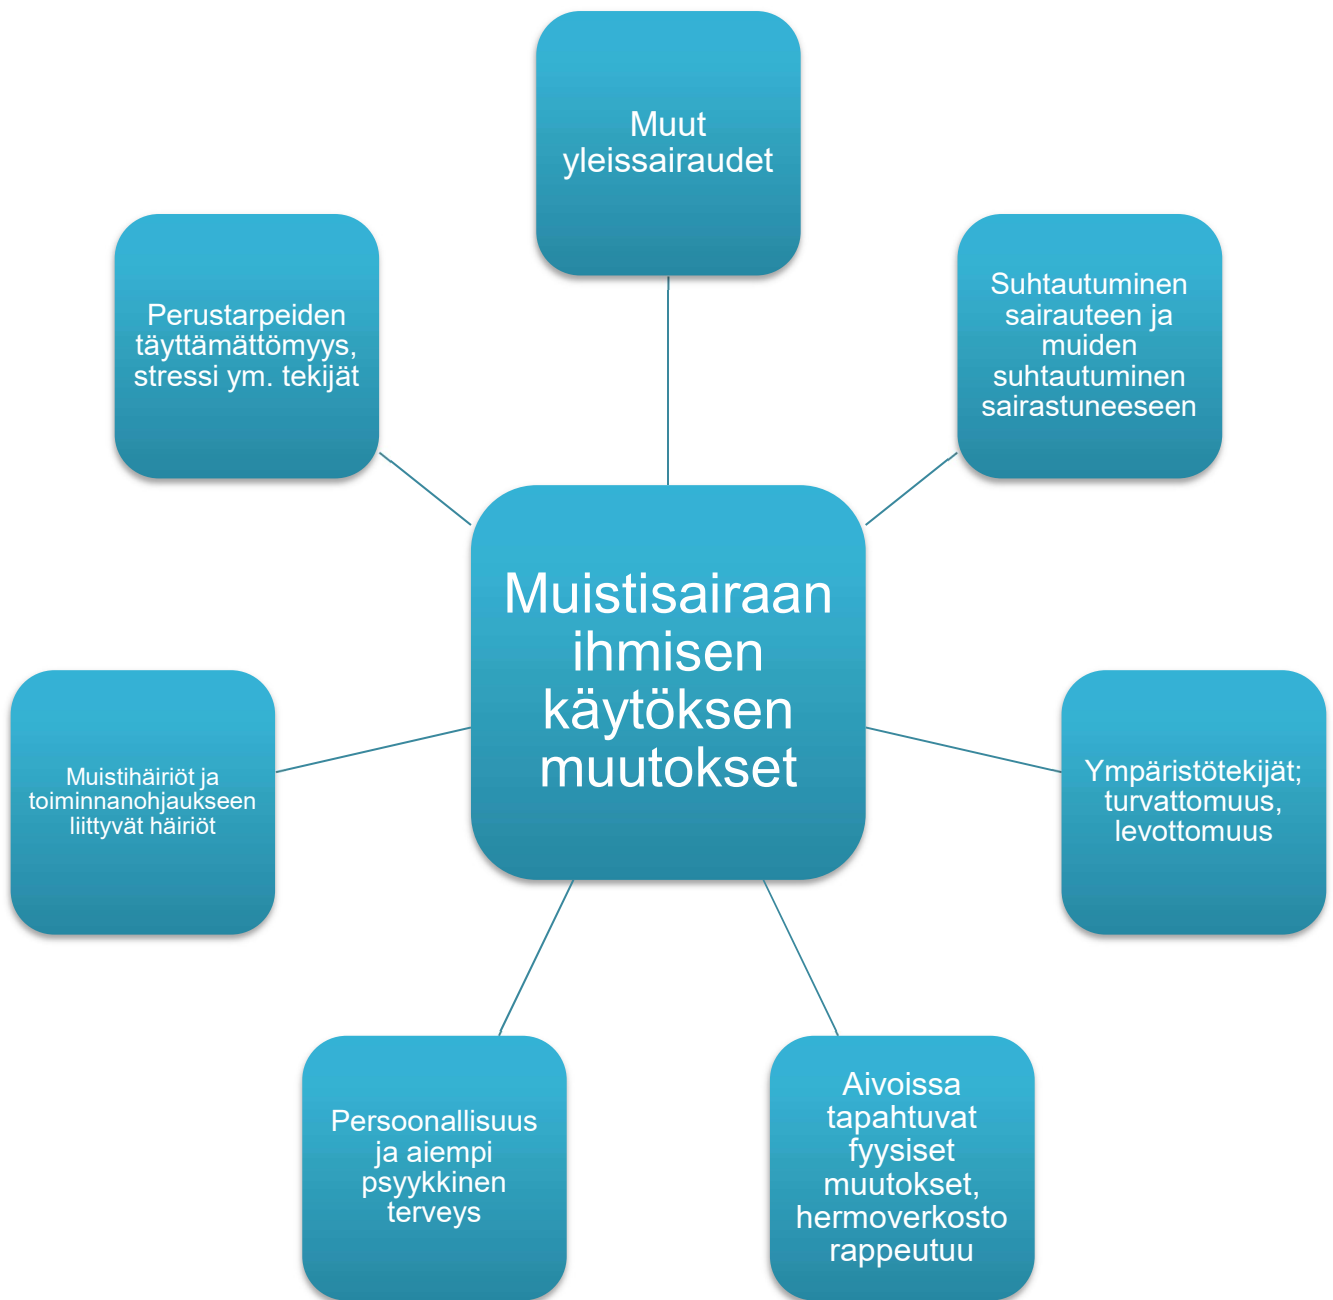 Muut
yleissairaudet
Suhtautuminen
sairauteen ja
muiden
suhtautuminen
sairastuneeseen
Ympäristötekijät;
turvattomuus,
levottomuus
Aivoissa
tapahtuvat
fyysiset
muutokset,
hermoverkosto
rappeutuu
Persoonallisuus
ja aiempi
psyykkinen
terveys
Muistihäiriöt ja
toiminnanohjaukseen
liittyvät häiriöt
Perustarpeiden
täyttämättömyys,
stressi ym. tekijät
Muistisairaan
ihmisen
käytöksen
muutokset